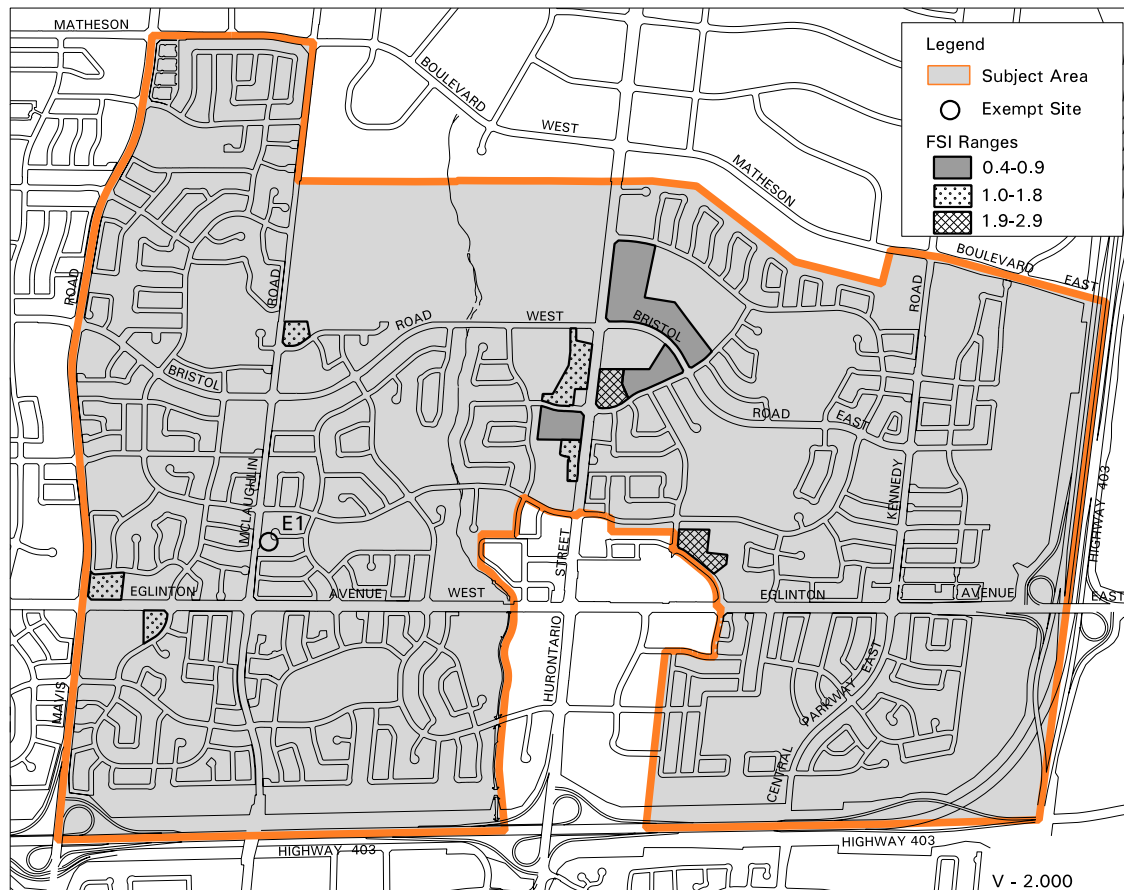 MATHESON
BOULEVARD
WEST
MATHESON
BOULEVARD
EAST
Legend
Subject Area
Exempt Site
FSI Ranges
0.4-0.9
1.0-1.8
1.9-2.9
ROAD
ROAD
ROAD
WEST
BRISTOL
ROAD
BRISTOL
ROAD
EAST
MCLAUGHLIN
E1
KENNEDY
HIGHWAY 403
STREET
EGLINTON
AVENUE
WEST
EGLINTON
AVENUE
EAST
HURONTARIO
MAVIS
PARKWAY
EAST
CENTRAL
HIGHWAY 403
HIGHWAY 403
V - 2.000